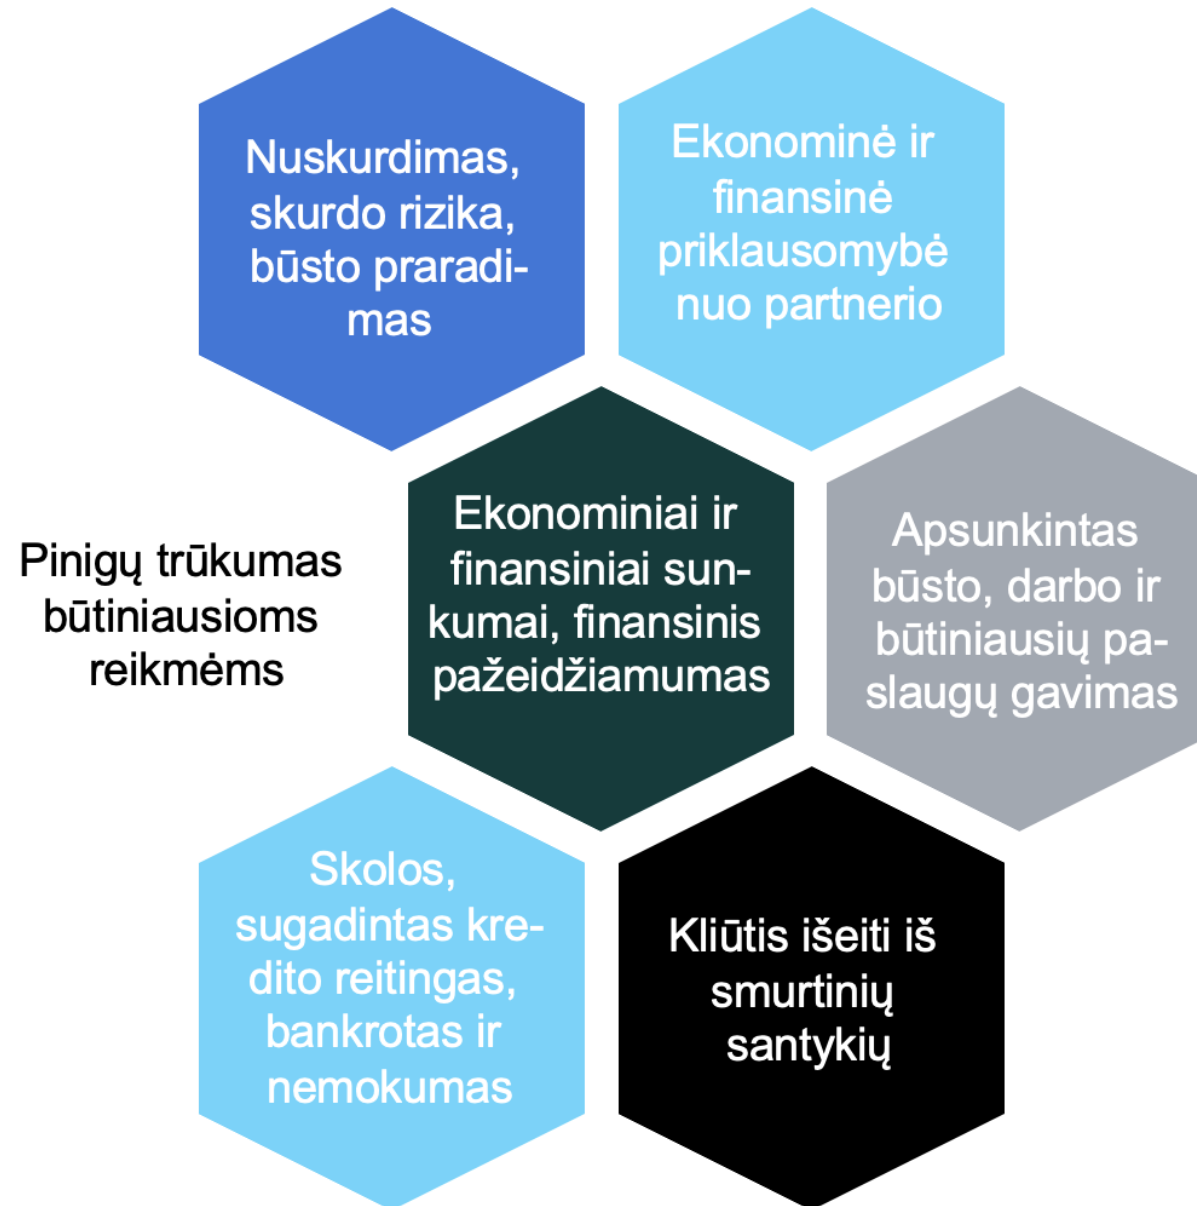 Nuskurdimas,
skurdo rizika,
būsto praradi-
mas
Ekonominė ir
finansinė
priklausomybė
nuo partnerio
Pinigų trūkumas
būtiniausioms
reikmėms
Ekonominiai ir
finansiniai sun-
kumai, finansinis
pažeidžiamumas
Apsunkintas
būsto, darbo ir
būtiniausių pa-
slaugų gavimas
Skolos,
sugadintas kre-
dito reitingas,
bankrotas ir
nemokumas
Kliūtis išeiti iš
smurtinių
santykių